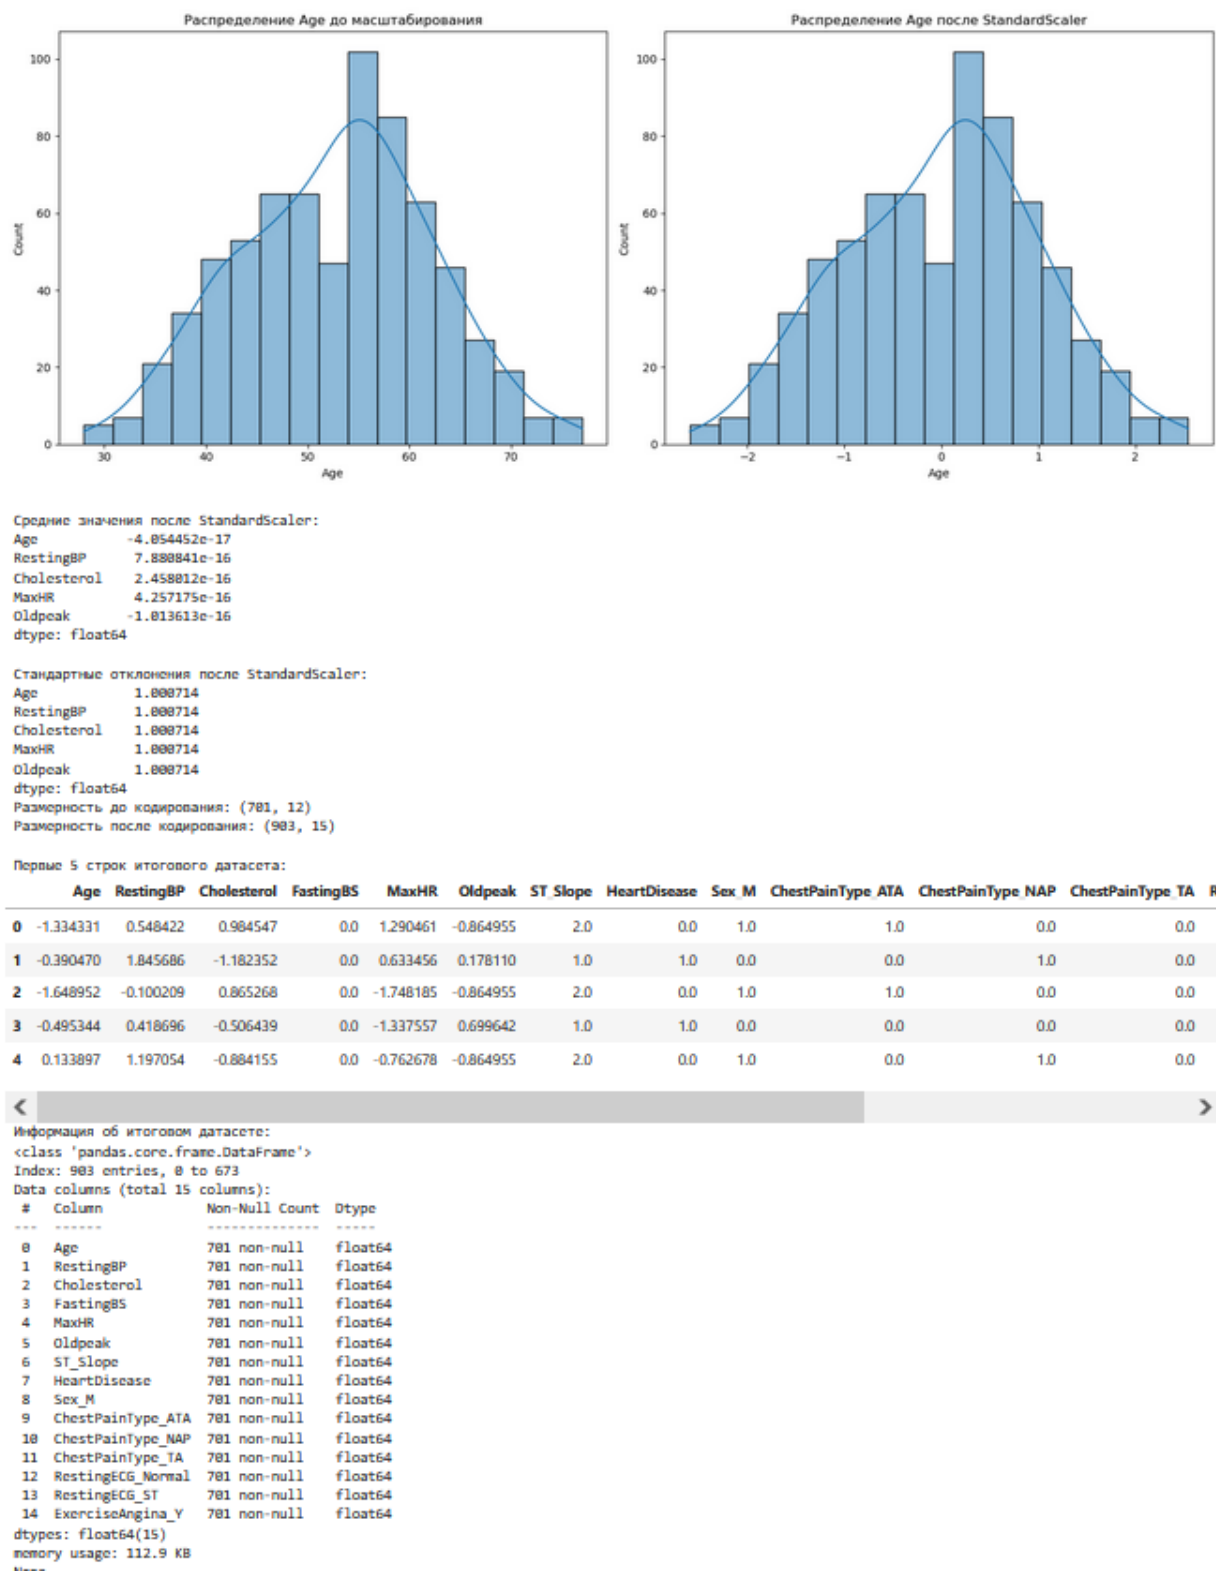 Распределение Age до масштабирования
Распределение Age после StandardScaler
Count
100
80
60
40
20
0
30 40 50 60 70
Age
Count
100
80
60
40
20
0
−2 −1 0 1 2
Age
Средние значения после StandardScaler:
Age -4.054452e-17
RestingBP 7.880841e-16
Cholesterol 2.458012e-16
MaxHR 4.257175e-16
Oldpeak -1.013613e-16
dtype: float64
Стандартные отклонения после StandardScaler:
Age 1.000714
RestingBP 1.000714
Cholesterol 1.000714
MaxHR 1.000714
Oldpeak 1.000714
dtype: float64
Размерность до кодирования: (701, 12)
Размерность после кодирования: (903, 15)
Первые 5 строк итогового датасета:
Age RestingBP Cholesterol FastingBS MaxHR Oldpeak ST_Slope HeartDisease Sex_M ChestPainType_ATA ChestPainType_NAP ChestPainType_TA R
0 -1.334331 0.548422 0.984547 0.0 1.290461 -0.864955 2.0 0.0 1.0 1.0 0.0 0.0
1 -0.390470 1.845686 -1.182352 0.0 0.633456 0.178110 1.0 1.0 0.0 0.0 1.0 0.0
2 -1.648952 -0.100209 0.865268 0.0 -1.748185 -0.864955 2.0 0.0 1.0 1.0 0.0 0.0
3 -0.495344 0.418696 -0.506439 0.0 -1.337557 0.699642 1.0 1.0 0.0 0.0 0.0 0.0
4 0.133897 1.197054 -0.884155 0.0 -0.762678 -0.864955 2.0 0.0 1.0 0.0 1.0 0.0
Информация об итоговом датасете:
<class 'pandas.core.frame.DataFrame'>
Index: 903 entries, 0 to 673
Data columns (total 15 columns):
# Column Non-Null Count Dtype
--- ------ -------------- -----
0 Age 701 non-null float64
1 RestingBP 701 non-null float64
2 Cholesterol 701 non-null float64
3 FastingBS 701 non-null float64
4 MaxHR 701 non-null float64
5 Oldpeak 701 non-null float64
6 ST_Slope 701 non-null float64
7 HeartDisease 701 non-null float64
8 Sex_M 701 non-null float64
9 ChestPainType_ATA 701 non-null float64
10 ChestPainType_NAP 701 non-null float64
11 ChestPainType_TA 701 non-null float64
12 RestingECG_Normal 701 non-null float64
13 RestingECG_ST 701 non-null float64
14 ExerciseAngina_Y 701 non-null float64
dtypes: float64(15)
memory usage: 112.9 KB
None